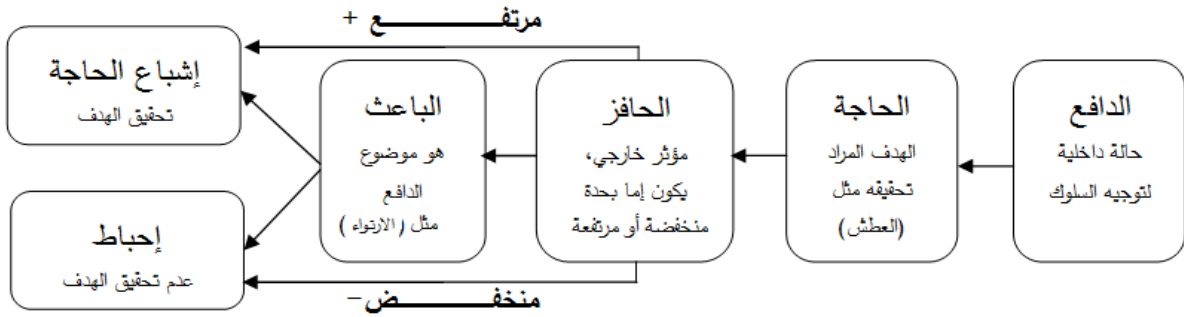 مرتفـــــــع +
الدافع
حالة داخلية
لتوجيه السلوك
الحاجة
الهدف المراد
تحقيقه مثل
(العطش)
الحافز
مؤثر خارجي،
يكون إما بحدة
منخفضة أو مرتفعة
الباعث
هو موضوع
الدافع
مثل (الارتواء)
إشباع الحاجة
تحقيق الهدف
إحباط
عدم تحقيق الهدف
منخفـــــــض-